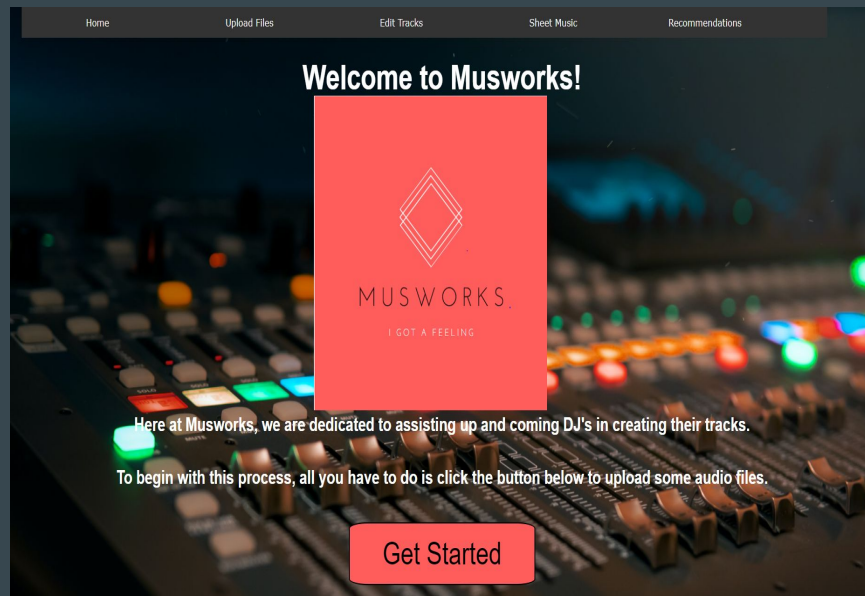 Home Upload Files Edit Tracks Sheet Music Recommendations
Welcome to Musworks!
MUSWORKS.
I GOT A FEELING
Here at Musworks, we are dedicated to assisting up and coming DJ's in creating their tracks.
To begin with this process, all you have to do is click the button below to upload some audio files.
Get Started
SOLO
MUTE